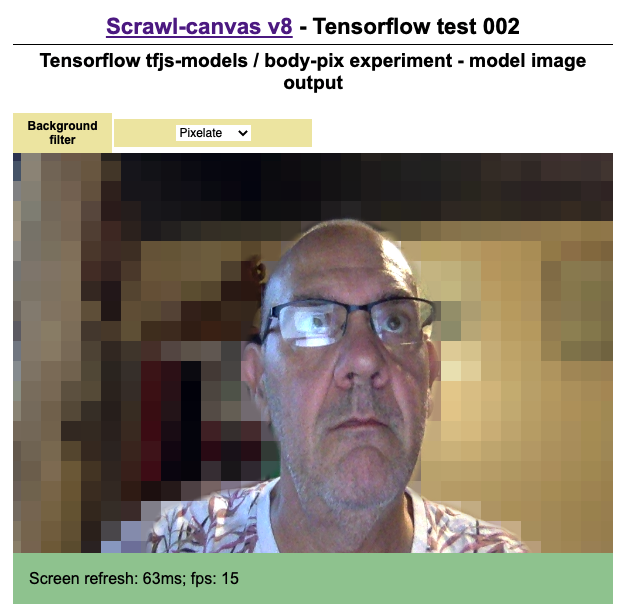 Scrawl-canvas v8 - Tensorflow test 002
Tensorflow tfjs-models / body-pix experiment - model image
output
Background
filter
Pixelate
Screen refresh: 63ms; fps: 15